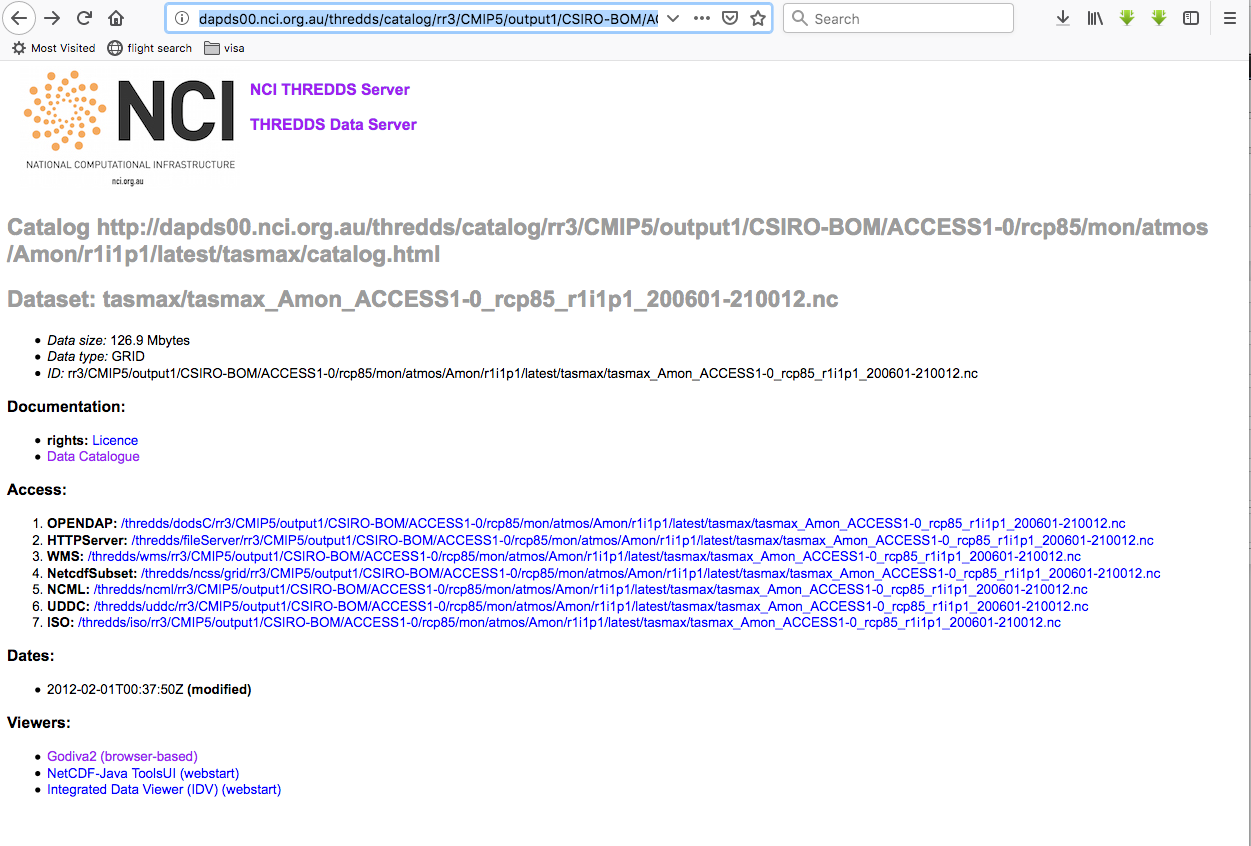 dapds00.nci.org.au/thredds/catalog/rr3/CMIP5/output1/CSIRO-BOM/AC
Search
Most Visited
flight search
visa
NCI
NATIONAL COMPUTATIONAL INFRASTRUCTURE
nci.org.au
NCI THREDDS Server
THREDDS Data Server
Catalog http://dapds00.nci.org.au/thredds/catalog/rr3/CMIP5/output1/CSIRO-BOM/ACCESS1-0/rcp85/mon/atmos
/Amon/r1i1p1/latest/tasmax/catalog.html
Dataset: tasmax/tasmax_Amon_ACCESS1-0_rcp85_r1i1p1_200601-210012.nc
• Data size: 126.9 Mbytes
• Data type: GRID
• ID: rr3/CMIP5/output1/CSIRO-BOM/ACCESS1-0/rcp85/mon/atmos/Amon/r1i1p1/latest/tasmax/tasmax_Amon_ACCESS1-0_rcp85_r1i1p1_200601-210012.nc
Documentation:
• rights: Licence
• Data Catalogue
Access:
1. OPENDAP: /thredds/dodsC/rr3/CMIP5/output1/CSIRO-BOM/ACCESS1-0/rcp85/mon/atmos/Amon/r1i1p1/latest/tasmax/tasmax_Amon_ACCESS1-0_rcp85_r1i1p1_200601-210012.nc
2. HTTPServer: /thredds/fileServer/rr3/CMIP5/output1/CSIRO-BOM/ACCESS1-0/rcp85/mon/atmos/Amon/r1i1p1/latest/tasmax/tasmax_Amon_ACCESS1-0_rcp85_r1i1p1_200601-210012.nc
3. WMS: /thredds/wms/rr3/CMIP5/output1/CSIRO-BOM/ACCESS1-0/rcp85/mon/atmos/Amon/r1i1p1/latest/tasmax/tasmax_Amon_ACCESS1-0_rcp85_r1i1p1_200601-210012.nc
4. NetcdfSubset: /thredds/ncss/grid/rr3/CMIP5/output1/CSIRO-BOM/ACCESS1-0/rcp85/mon/atmos/Amon/r1i1p1/latest/tasmax/tasmax_Amon_ACCESS1-0_rcp85_r1i1p1_200601-210012.nc
5. NCML: /thredds/ncml/rr3/CMIP5/output1/CSIRO-BOM/ACCESS1-0/rcp85/mon/atmos/Amon/r1i1p1/latest/tasmax/tasmax_Amon_ACCESS1-0_rcp85_r1i1p1_200601-210012.nc
6. UDDC: /thredds/uddc/rr3/CMIP5/output1/CSIRO-BOM/ACCESS1-0/rcp85/mon/atmos/Amon/r1i1p1/latest/tasmax/tasmax_Amon_ACCESS1-0_rcp85_r1i1p1_200601-210012.nc
7. ISO: /thredds/iso/rr3/CMIP5/output1/CSIRO-BOM/ACCESS1-0/rcp85/mon/atmos/Amon/r1i1p1/latest/tasmax/tasmax_Amon_ACCESS1-0_rcp85_r1i1p1_200601-210012.nc
Dates:
• 2012-02-01T00:37:50Z (modified)
Viewers:
• Godiva2 (browser-based)
• NetCDF-Java ToolsUI (webstart)
• Integrated Data Viewer (IDV) (webstart)